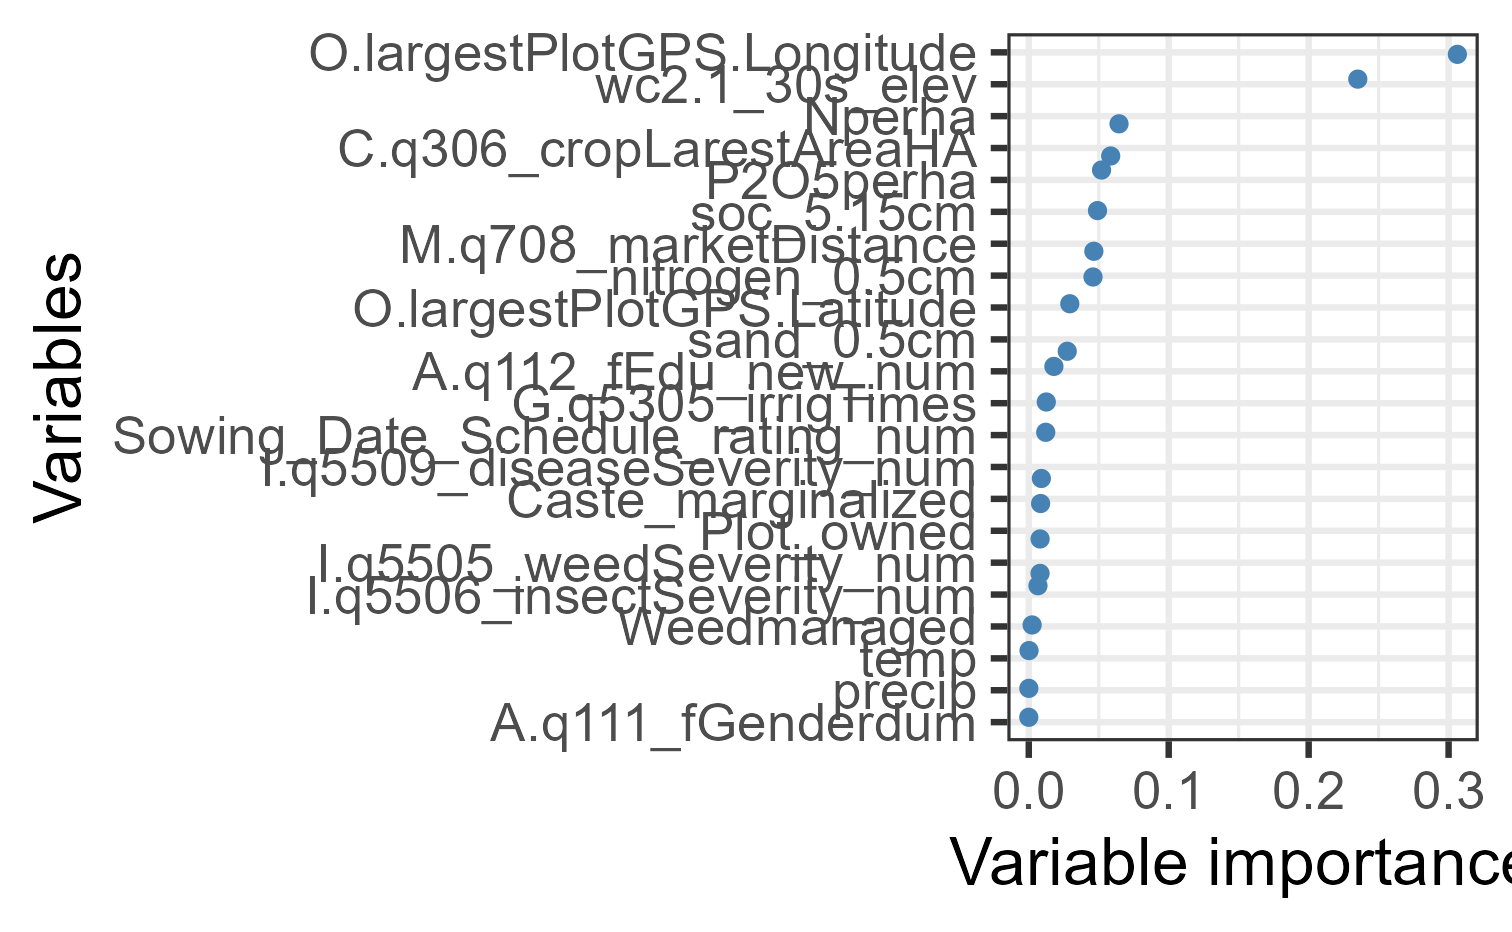 Variables
O.largestPlotGPS.Longitude
wc2.1_30s_elev
Nperha
C.q306_cropLarestAreaHA
P2O5perha
soc_5.15cm
M.q708_marketDistance
nitrogen_0.5cm
O.largestPlotGPS.Latitude
sand_0.5cm
A.q112_fEdu_new_num
G.q5305_irrigTimes
Sowing_Date_Schedule_rating_num
I.q5509_diseaseSeverity_num
Caste_marginalized
Plot_owned
I.q5505_weedSeverity_num
I.q5506_insectSeverity_num
Weedmanaged
temp
precip
A.q111_fGenderdum
0.0 0.1 0.2 0.3
Variable importance